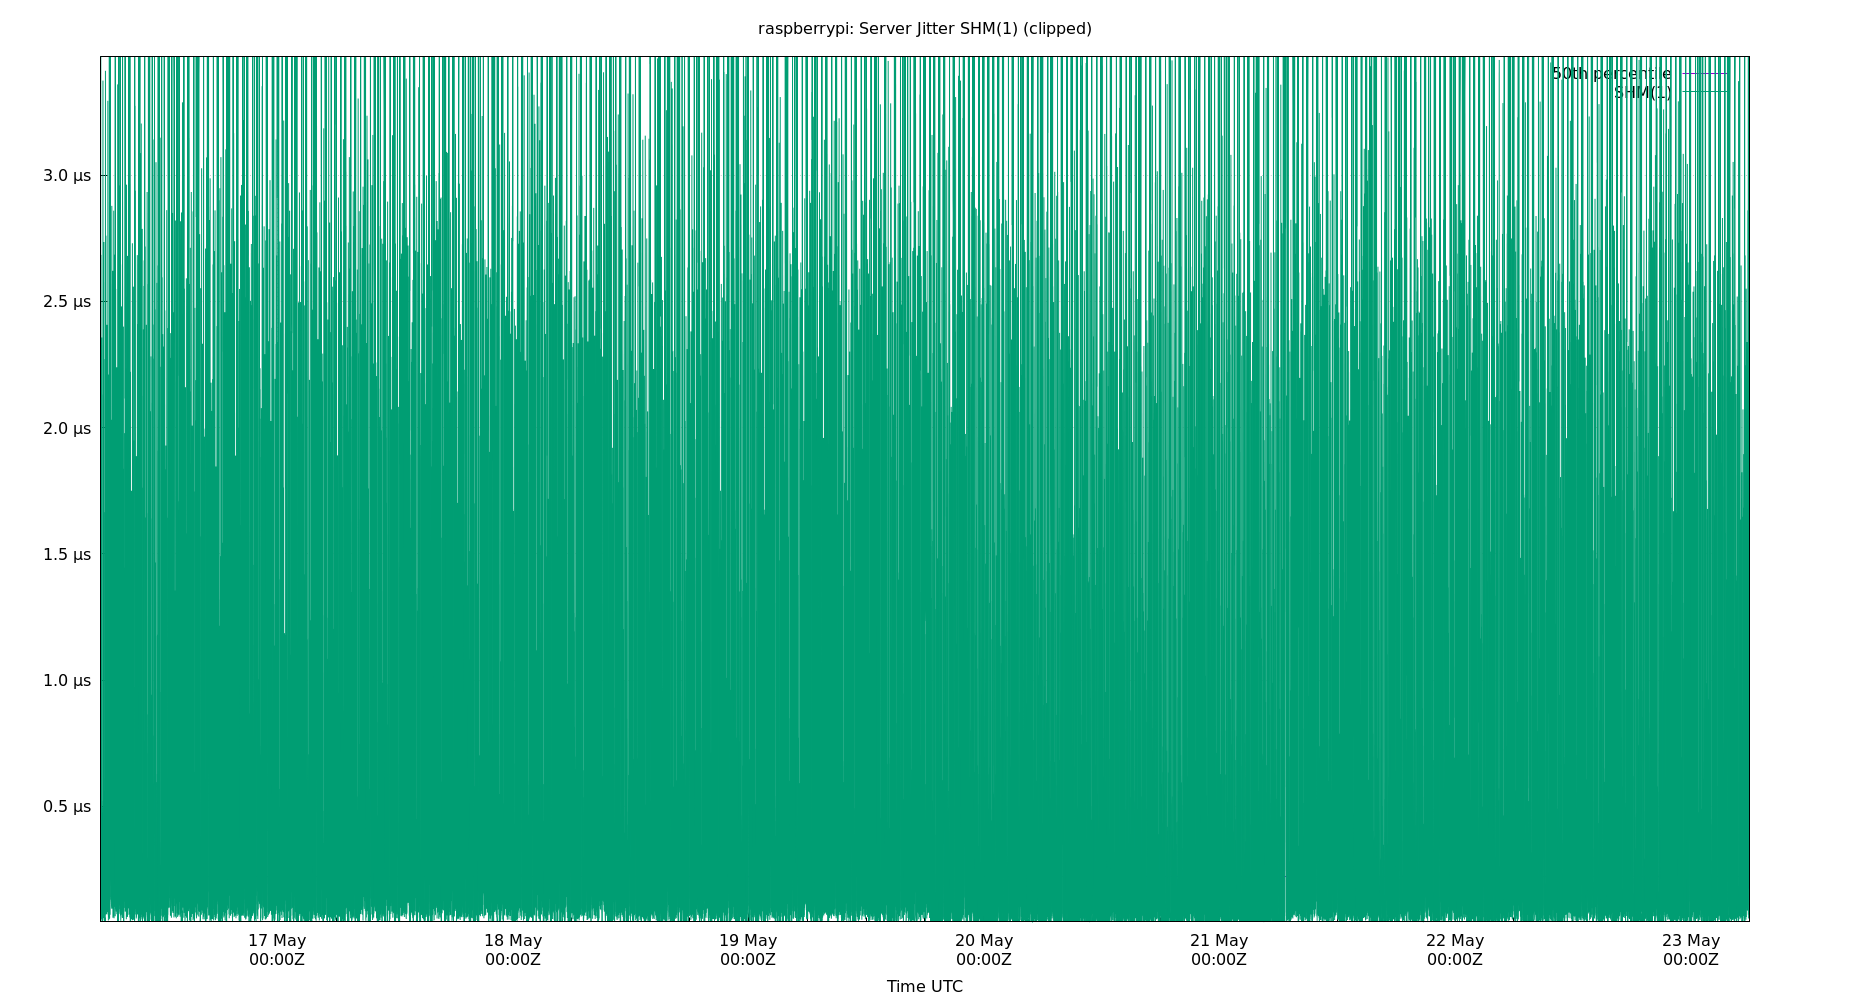 raspberrypi: Server Jitter SHM(1) (clipped)
50th percentile
SHM(1)
3.0 μs
2.5 μs
2.0 μs
1.5 μs
1.0 μs
0.5 μs
17 May 18 May 19 May 20 May 21 May 22 May 23 May
00:00Z 00:00Z 00:00Z 00:00Z 00:00Z 00:00Z 00:00Z
Time UTC